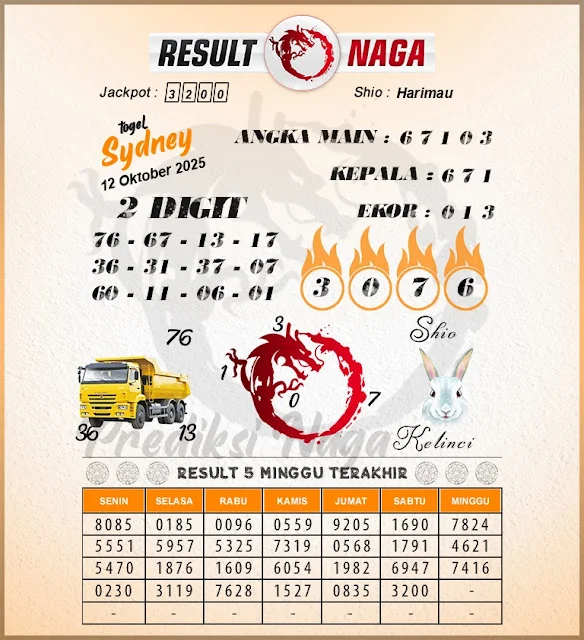 RESULT NAGA
Jackpot : 3200
Shio : Harimau
togel
Sydney
12 Oktober 2025
ANGKA MAIN : 6 7 1 0 3
KEPALA : 6 7 1
EKOR : 0 1 3
2 DIGIT
76 - 67 - 13 - 17
36 - 31 - 37 - 07
60 - 11 - 06 - 01
3 0 7 6
76
36
13
3
1
0
7
Shio
Kelinci
Prediksi Naga
RESULT 5 MINGGU TERAKHIR
SENIN SELASA RABU KAMIS JUMAT SABTU MINGGU
8085 0185 0096 0559 9205 1690 7824
5551 5957 5325 7319 0568 1791 4621
5470 1876 1609 6054 1982 6947 7416
0230 3119 7628 1527 0835 3200 -
- - - - - - -